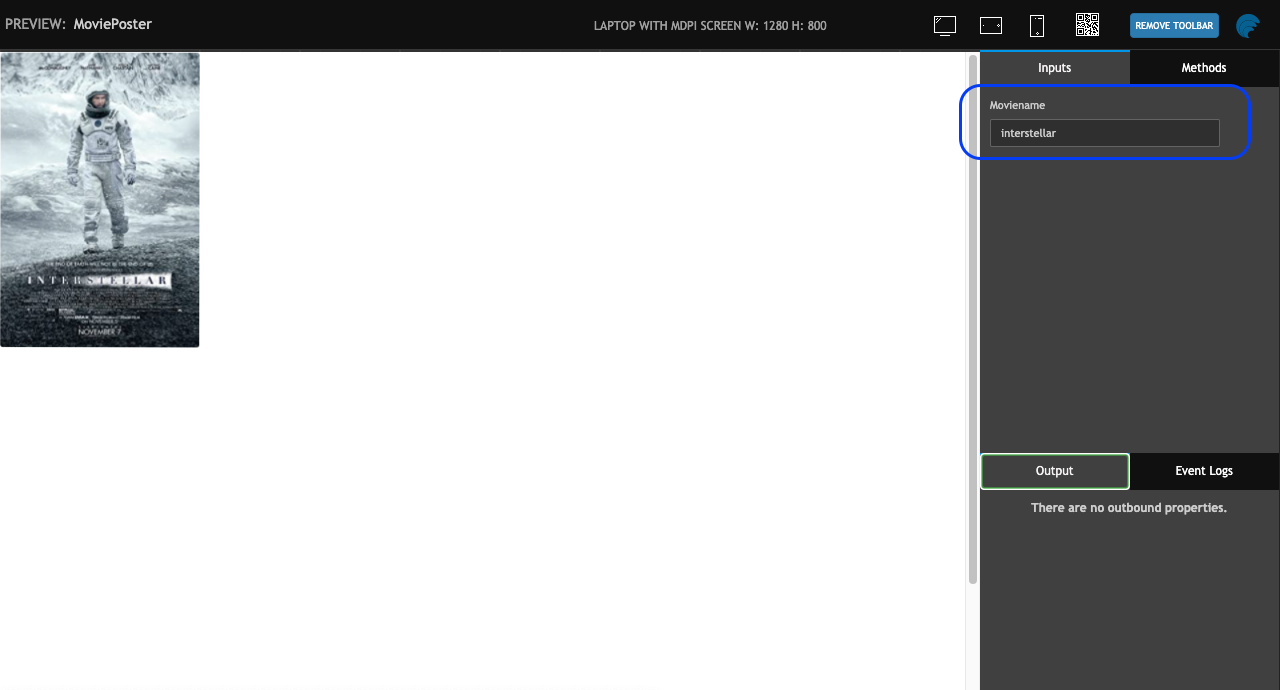 PREVIEW: MoviePoster
LAPTOP WITH MDPI SCREEN W: 1280 H: 800
REMOVE TOOLBAR
Inputs
Methods
Moviename
interstellar
INTERSTELLAR
NOVEMBER 7
Output
Event Logs
There are no outbound properties.